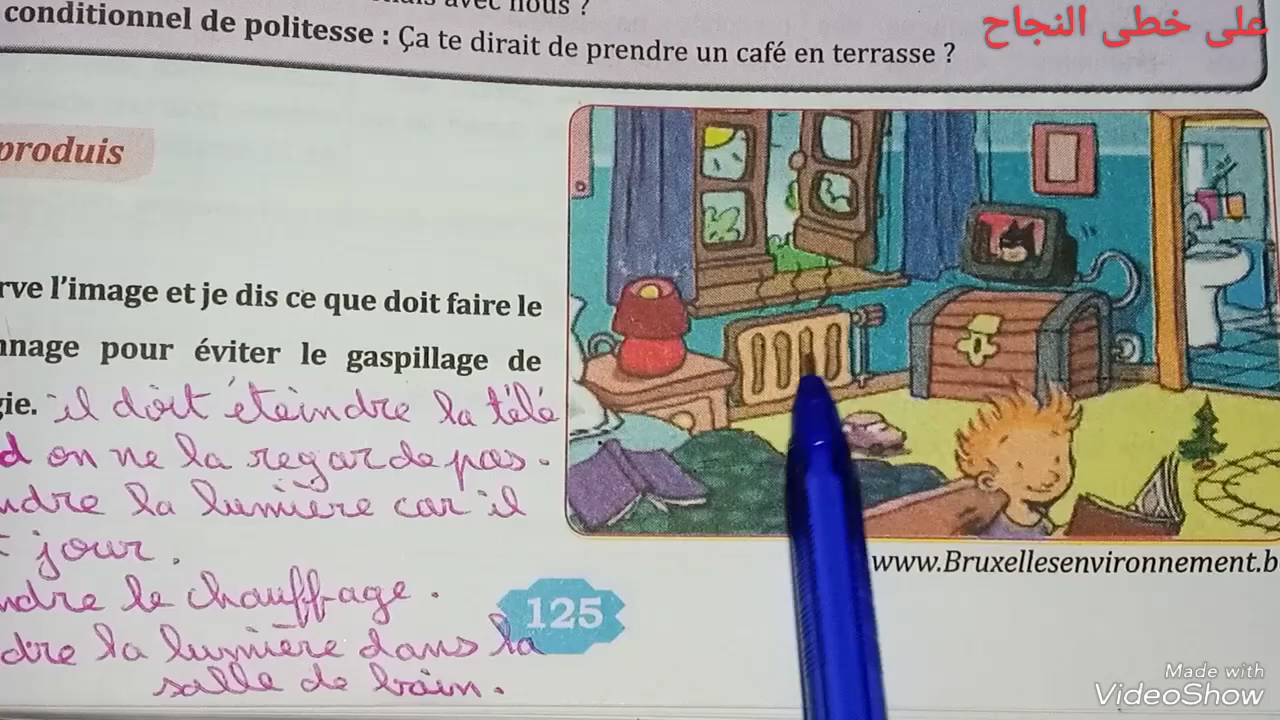 avec nous ?
conditionnel de politesse : Ça te dirait de prendre un café en terrasse ?
على خطى النجاح
produis
rve l'image et je dis ce que doit faire le
nnage pour éviter le gaspillage de
gie. il doit éteindre la télé
d on ne la regarde pas.
ndre la lumière car il
t jour.
ndre le chauffage.
dre la lumière dans la
salle de bain.
125
www.Bruxellesenvironnement.b
Made with
VideoShow